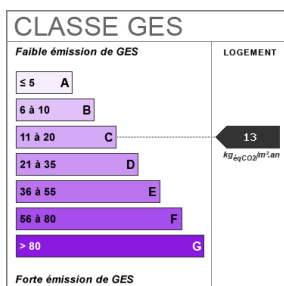 CLASSE GES
Faible émission de GES
LOGEMENT
≤ 5 A
6 à 10 B
11 à 20 C
13
kgéqCO2/m².an
21 à 35 D
36 à 55 E
56 à 80 F
> 80 G
Forte émission de GES